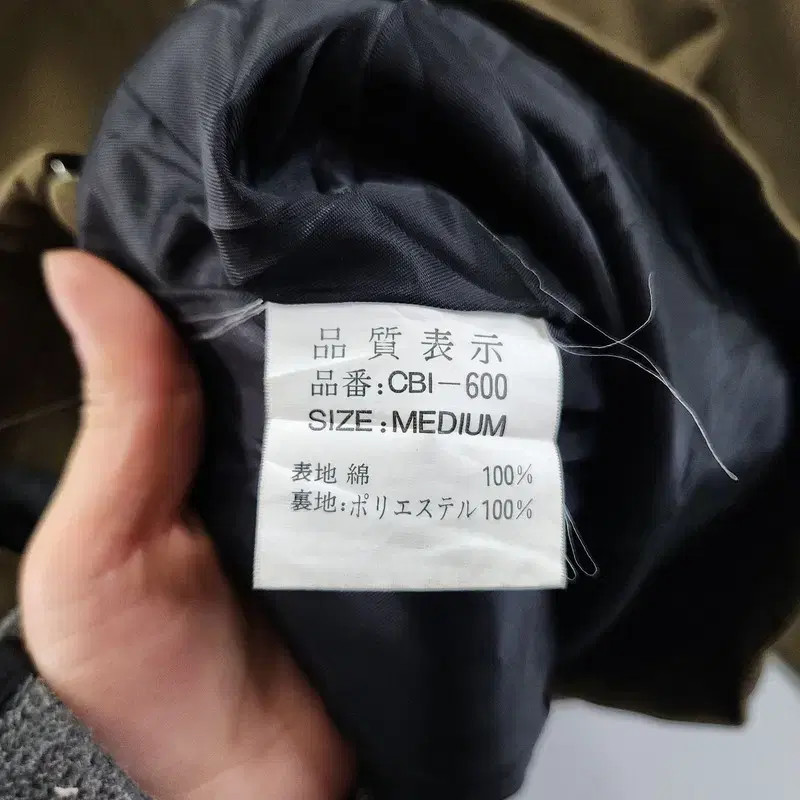 品質表示
品番:CBI-600
SIZE:MEDIUM
表地 綿 100%
裏地:ポリエステル100%